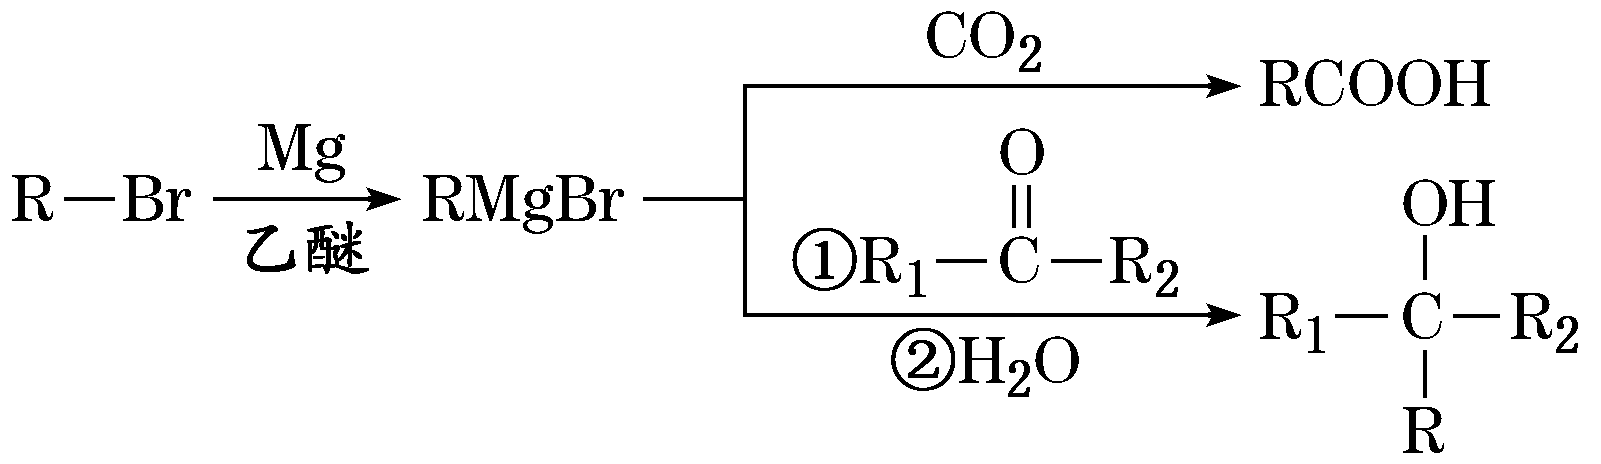 CO₂
RCOOH
Mg
R—Br
乙醚
RMgBr
O
①R₁—C—R₂
②H₂O
OH
R₁—C—R₂
R